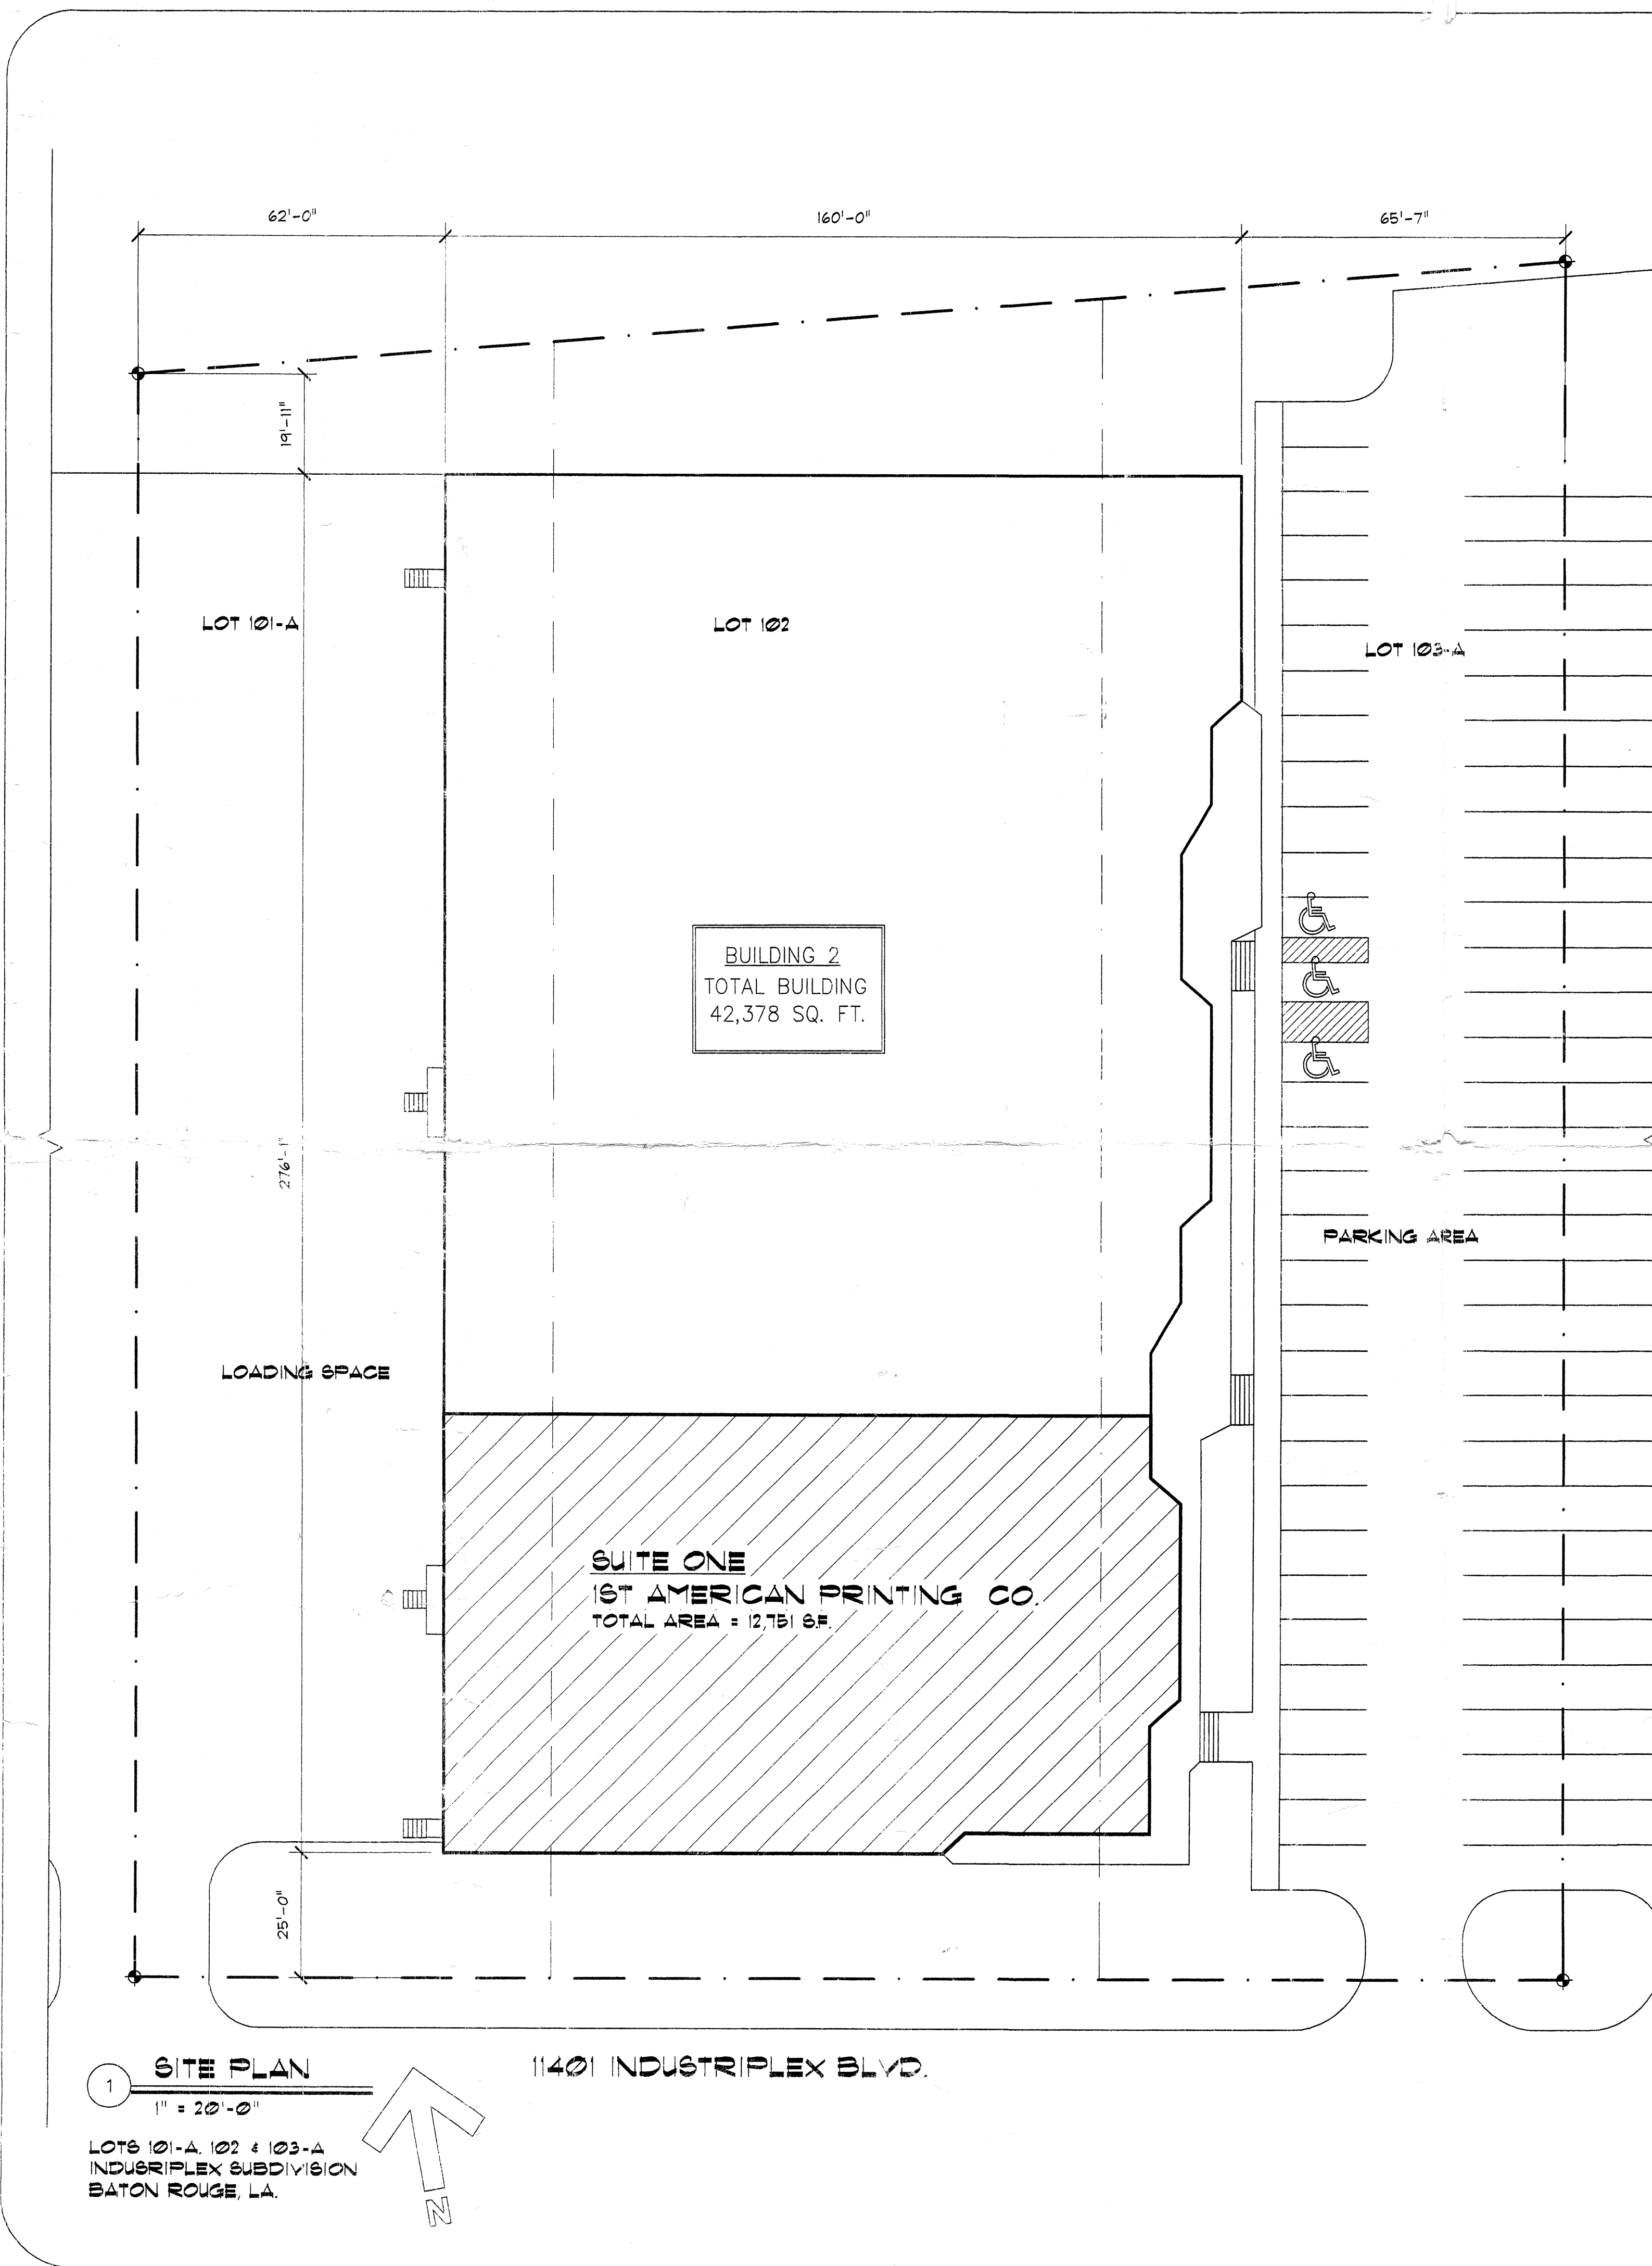 62'-0"
160'-0"
65'-7"
19'-11"
LOT 101-A
LOT 102
LOT 103-A
BUILDING 2
TOTAL BUILDING
42,378 SQ. FT.
276'-1"
PARKING AREA
LOADING SPACE
SUITE ONE
1ST AMERICAN PRINTING CO.
TOTAL AREA = 12,751 S.F.
25'-0"
1
SITE PLAN
1" = 20'-0"
11401 INDUSTRIPLEX BLVD.
LOTS 101-A, 102 & 103-A
INDUSRIPLEX SUBDIVISION
BATON ROUGE, LA.
N